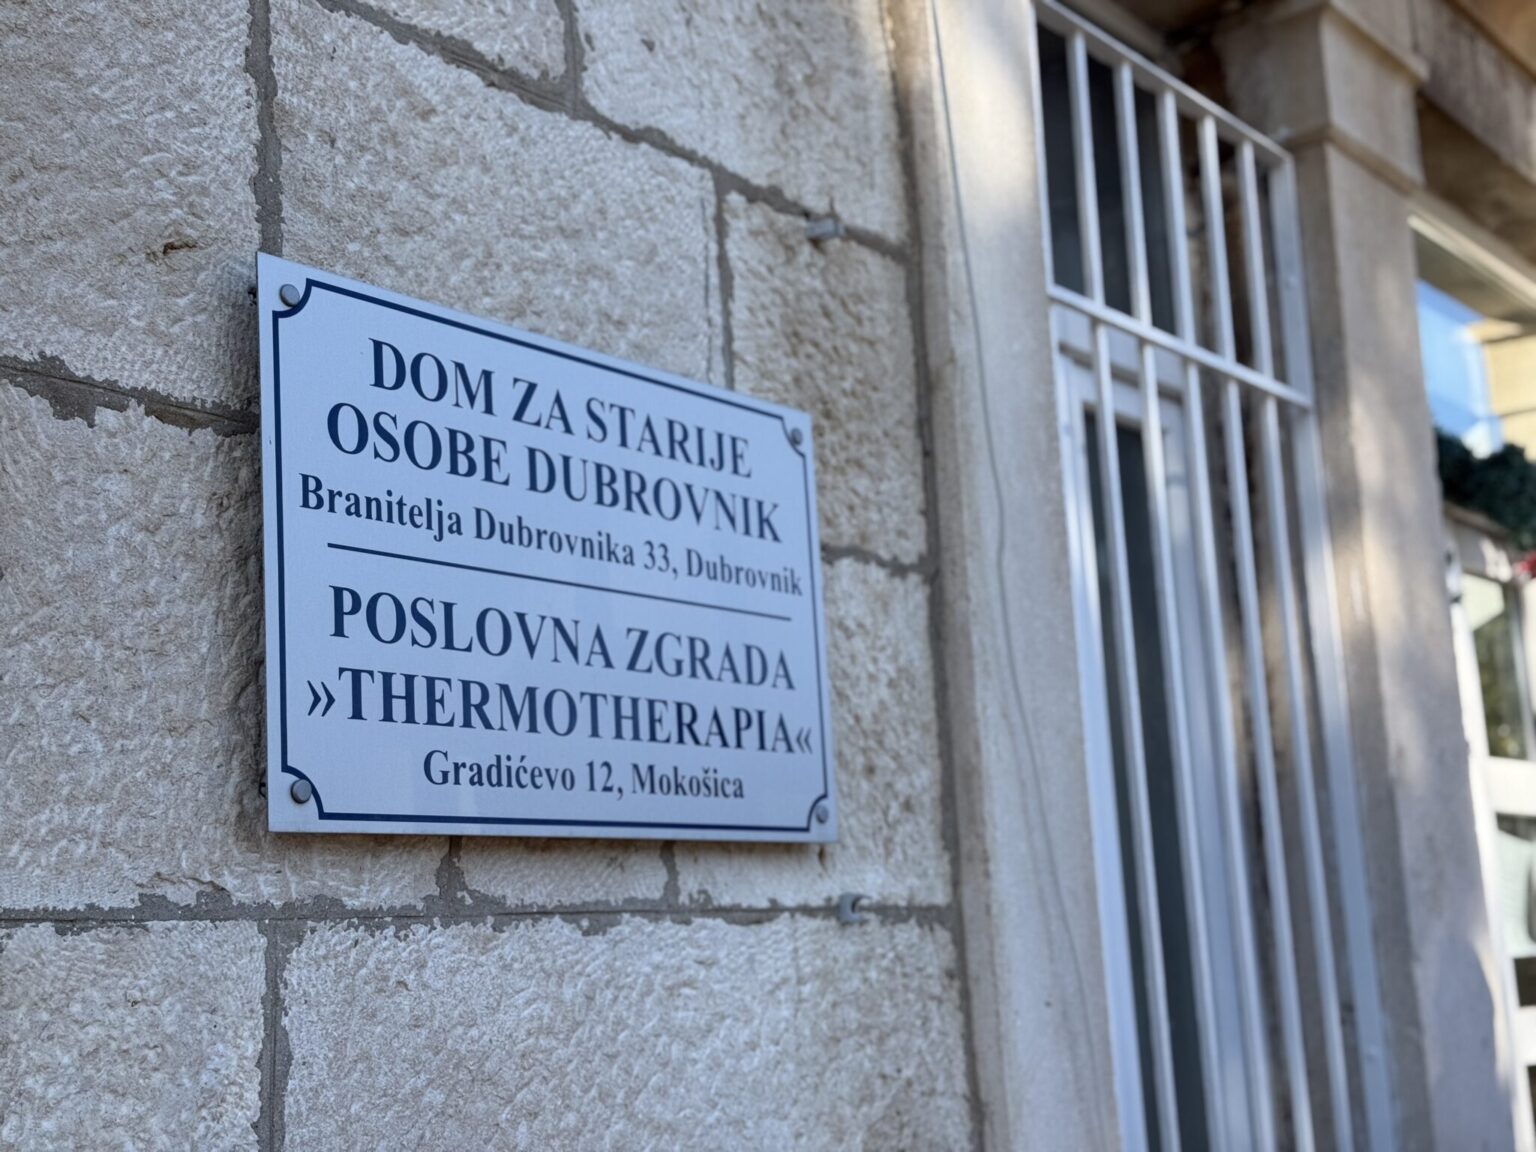 DOM ZA STARIJE
OSOBE DUBROVNIK
Branitelja Dubrovnika 33, Dubrovnik
POSLOVNA ZGRADA
»THERMOTHERAPIA«
Gradićevo 12, Mokošica